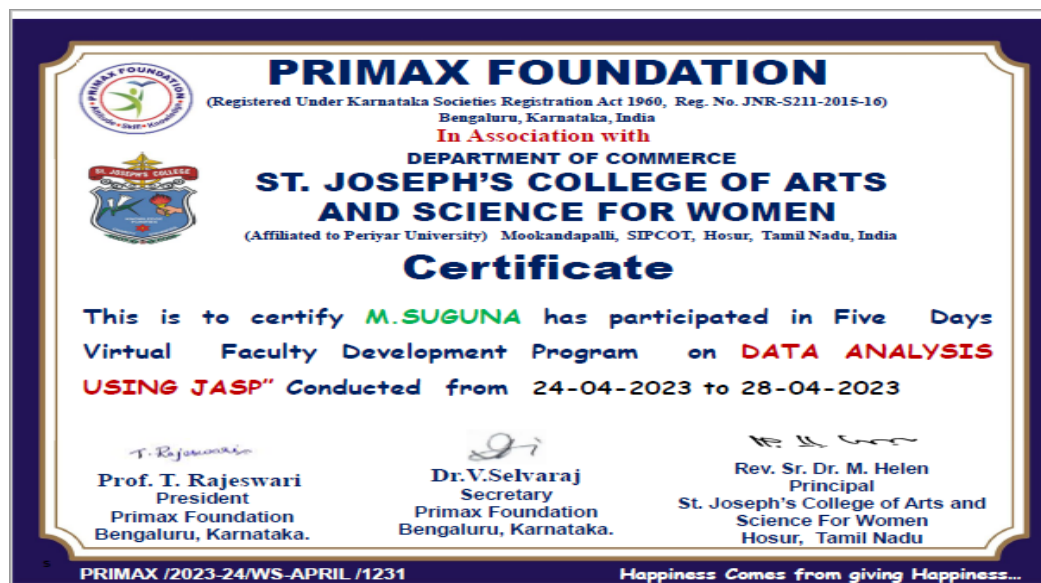 PRIMAX FOUNDATION
PRIMAX FOUNDATION
(Registered Under Karnataka Societies Registration Act 1960, Reg. No. JNR-S211-2015-16)
Bengaluru, Karnataka, India
In Association with
ST. JOSEPH'S COLLEGE
DEPARTMENT OF COMMERCE
ST. JOSEPH'S COLLEGE OF ARTS
AND SCIENCE FOR WOMEN
(Affiliated to Periyar University) Mookandapalli, SIPCOT, Hosur, Tamil Nadu, India
Certificate
This is to certify M.SUGUNA has participated in Five Days
Virtual Faculty Development Program on DATA ANALYSIS
USING JASP" Conducted from 24-04-2023 to 28-04-2023
T. Rajeswari
Prof. T. Rajeswari
President
Primax Foundation
Bengaluru, Karnataka.
Dr.V.Selvaraj
Secretary
Primax Foundation
Bengaluru, Karnataka.
Rev. Sr. Dr. M. Helen
Principal
St. Joseph's College of Arts and
Science For Women
Hosur, Tamil Nadu
s
PRIMAX /2023-24/WS-APRIL /1231
Happiness Comes from giving Happiness...